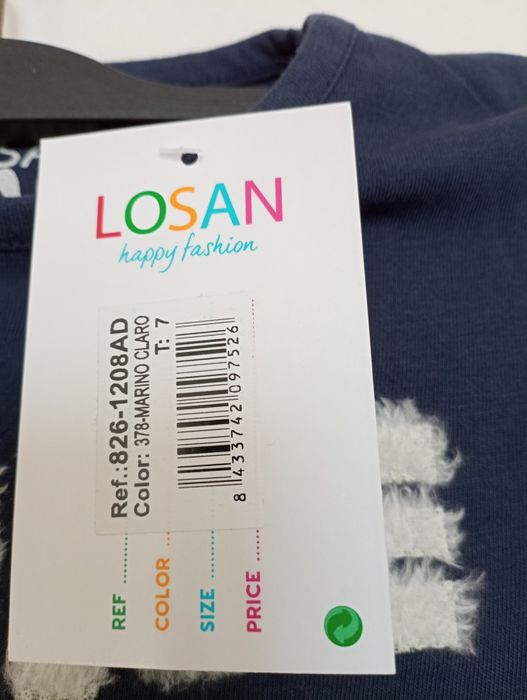 LOSAN
happy fashion
Ref.:826-1208AD
Color: 378-MARINO CLARO
T: 7
8 433742 097526
REF
COLOR
SIZE
PRICE